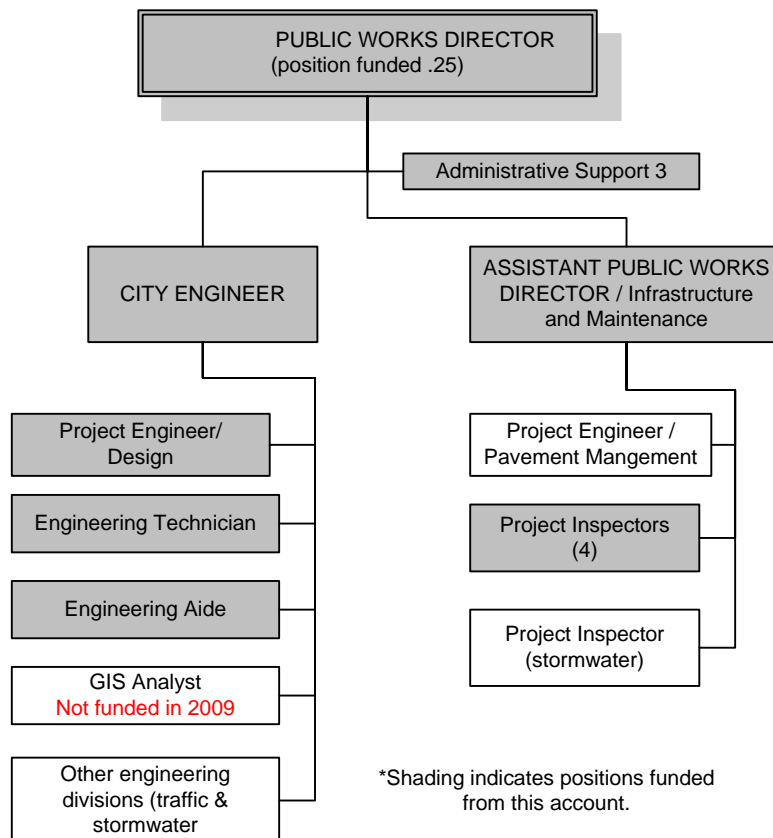 PUBLIC WORKS DIRECTOR
(position funded .25)
Administrative Support 3
CITY ENGINEER
ASSISTANT PUBLIC WORKS
DIRECTOR / Infrastructure
and Maintenance
Project Engineer/
Design
Engineering Technician
Engineering Aide
GIS Analyst
Not funded in 2009
Other engineering
divisions (traffic &
stormwater
Project Engineer /
Pavement Mangement
Project Inspectors
(4)
Project Inspector
(stormwater)
*Shading indicates positions funded
from this account.